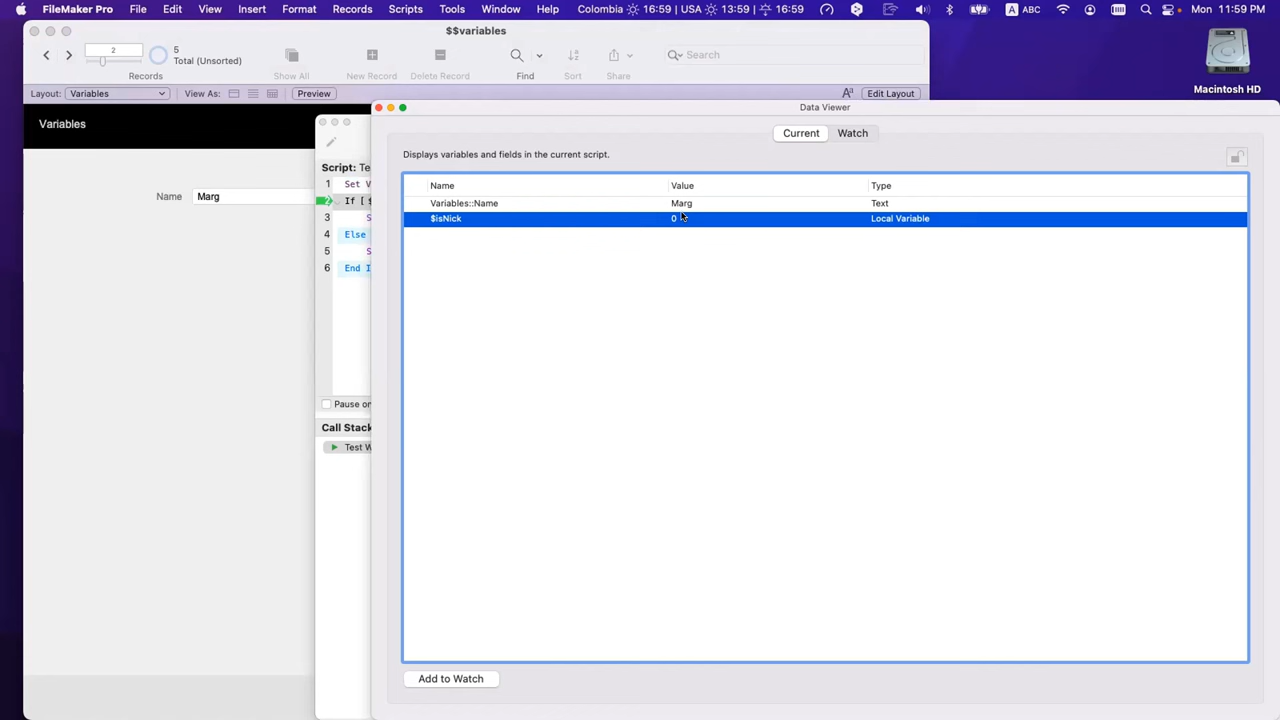 FileMaker Pro File Edit View Insert Format Records Scripts Tools Window Help Colombia 16:59 | USA 13:59 16:59 ABC Mon 11:59 PM
$$variables
2 5 Total (Unsorted) Search
Records Show All New Record Delete Record Find Sort Share
Layout: Variables View As: Preview Edit Layout
Macintosh HD
Variables
Name Marg
Script: Te
1 Set V
2 If [ $
3 S
4 Else
5 S
6 End I
Pause on
Call Stack
Test W
Data Viewer
Current Watch
Displays variables and fields in the current script.
Name Value Type
Variables::Name Marg Text
$isNick 0 Local Variable
Add to Watch